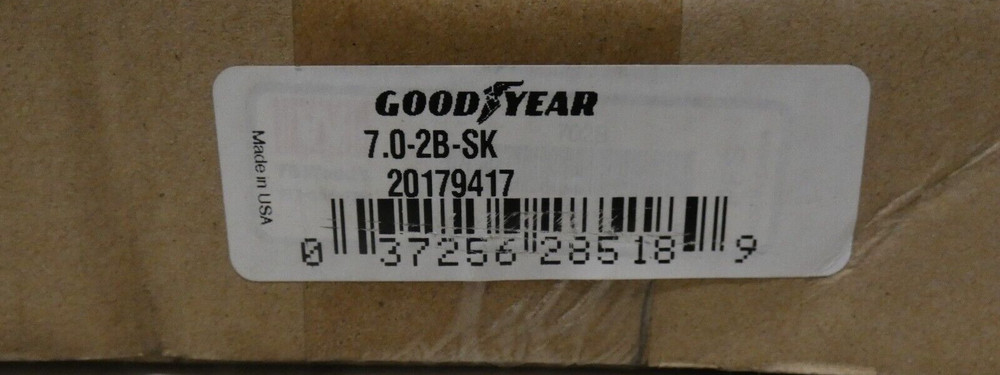 GOODYEAR
7.0-2B-SK
20179417
Made in USA
0 37256 28518 9